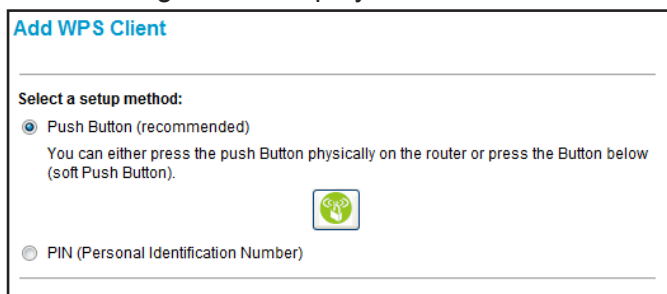 Add WPS Client
Select a setup method:
Push Button (recommended)
You can either press the push Button physically on the router or press the Button below
(soft Push Button).
PIN (Personal Identification Number)